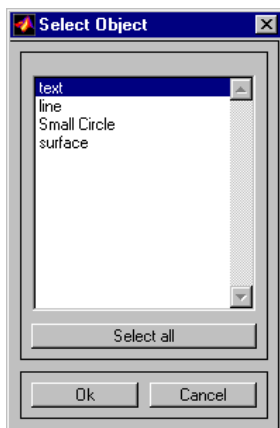 Select Object
text
line
Small Circle
surface
Select all
Ok
Cancel